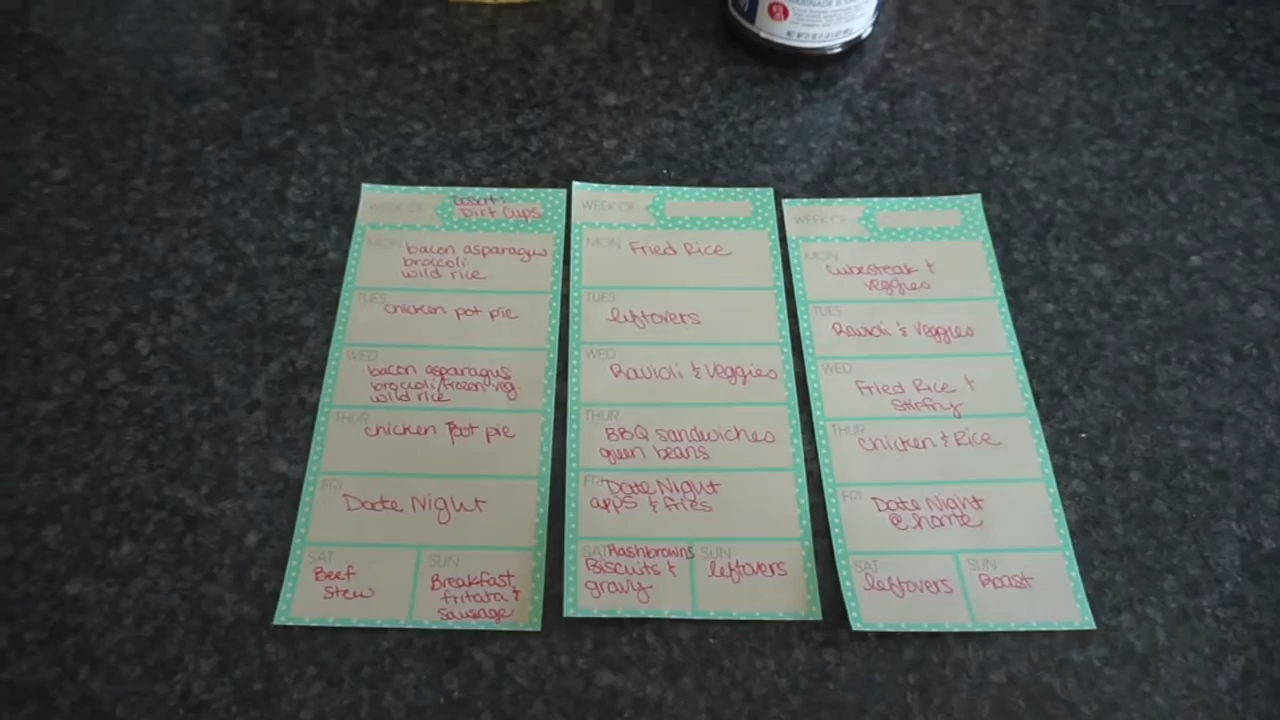 WEEK OF
Dessert:
Dirt Cups
MON
bacon asparagus
broccoli
wild rice
TUES
chicken pot pie
WED
bacon asparagus
broccoli/frozen veg.
wild rice
THUR
chicken pot pie
FRI
Date Night
SAT
Beef
stew
SUN
Breakfast,
fritata &
sausage
WEEK OF
MON
Fried Rice
TUES
leftovers
WED
Ravioli & Veggies
THUR
BBQ sandwiches
green beans
FRI
Date Night
apps & fries
SAT
Hashbrowns
Biscuits &
gravy
SUN
leftovers
WEEK OF
MON
Cubesteak &
veggies
TUES
Ravioli & Veggies
WED
Fried Rice &
Stirfry
THUR
Chicken & Rice
FRI
Date Night
@ home
SAT
leftovers
SUN
Roast